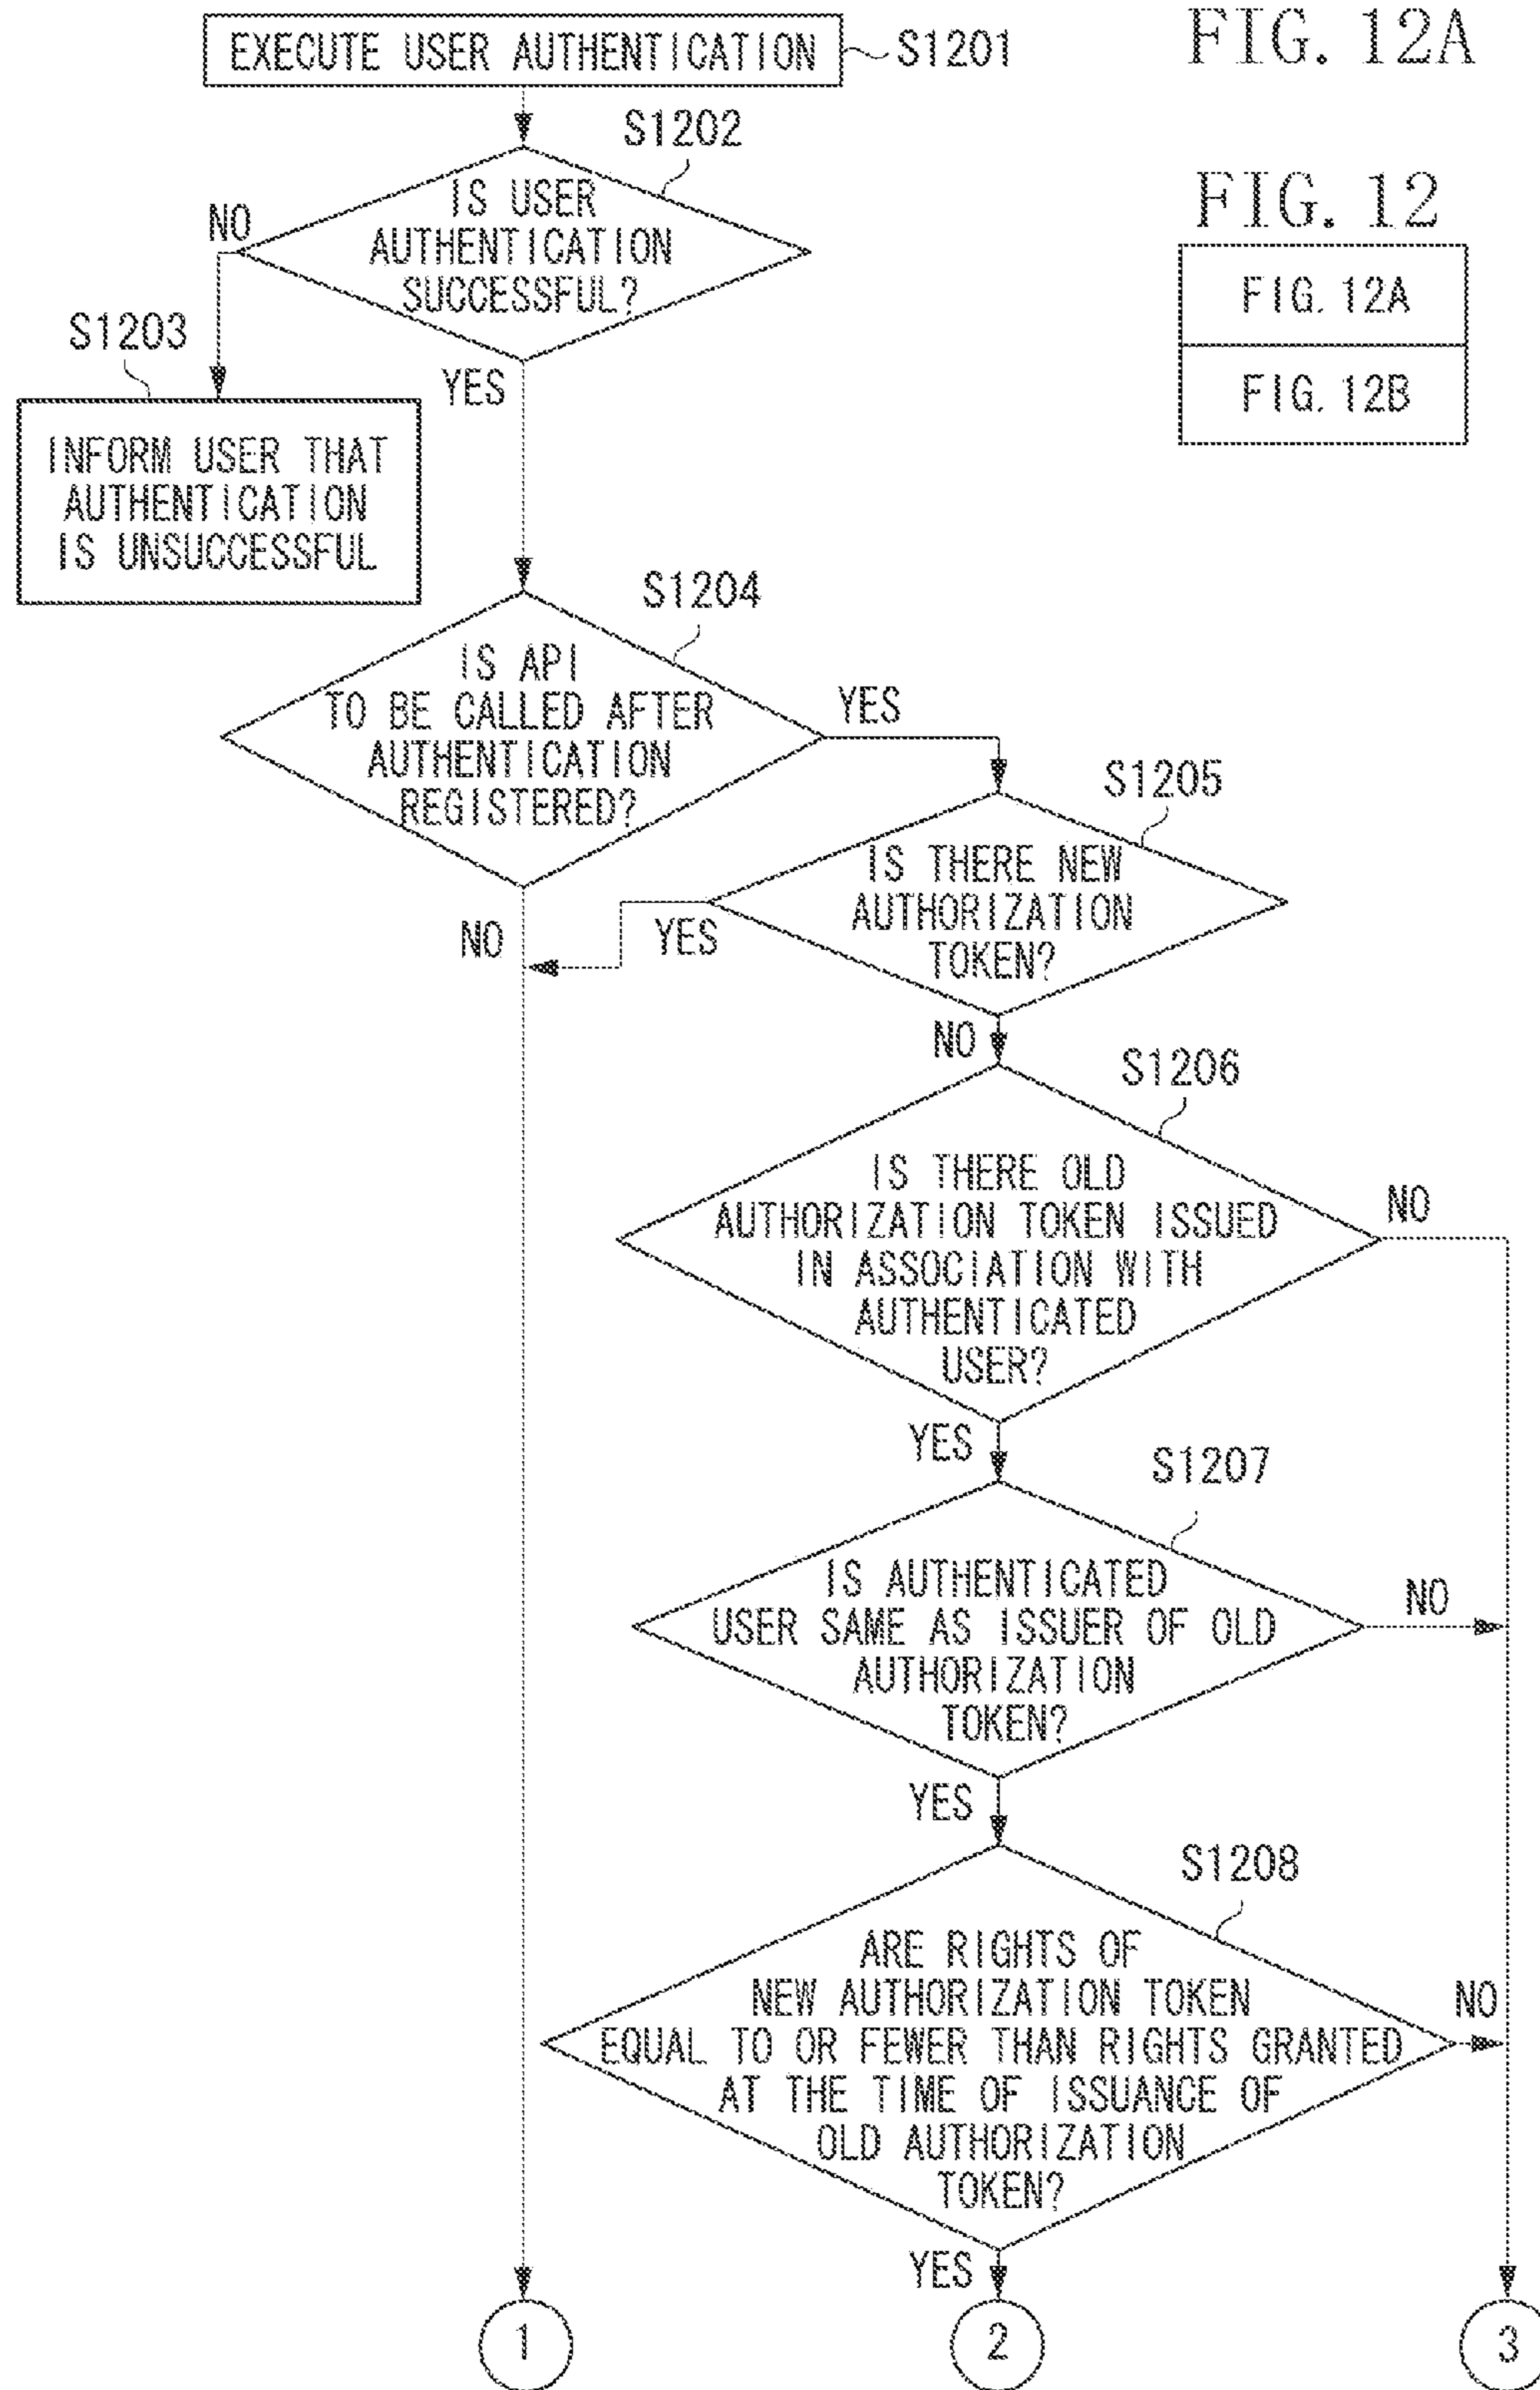 FIG. 12A
EXECUTE USER AUTHENTICATION
S1201
FIG. 12
FIG. 12A
FIG. 12B
S1202
IS USER
AUTHENTICATION
SUCCESSFUL?
NO
YES
S1203
INFORM USER THAT
AUTHENTICATION
IS UNSUCCESSFUL
S1204
IS API
TO BE CALLED AFTER
AUTHENTICATION
REGISTERED?
YES
NO
S1205
IS THERE NEW
AUTHORIZATION
TOKEN?
YES
NO
S1206
IS THERE OLD
AUTHORIZATION TOKEN ISSUED
IN ASSOCIATION WITH
AUTHENTICATED
USER?
NO
YES
S1207
IS AUTHENTICATED
USER SAME AS ISSUER OF OLD
AUTHORIZATION
TOKEN?
NO
YES
S1208
ARE RIGHTS OF
NEW AUTHORIZATION TOKEN
EQUAL TO OR FEWER THAN RIGHTS GRANTED
AT THE TIME OF ISSUANCE OF
OLD AUTHORIZATION
TOKEN?
NO
YES
1
2
3